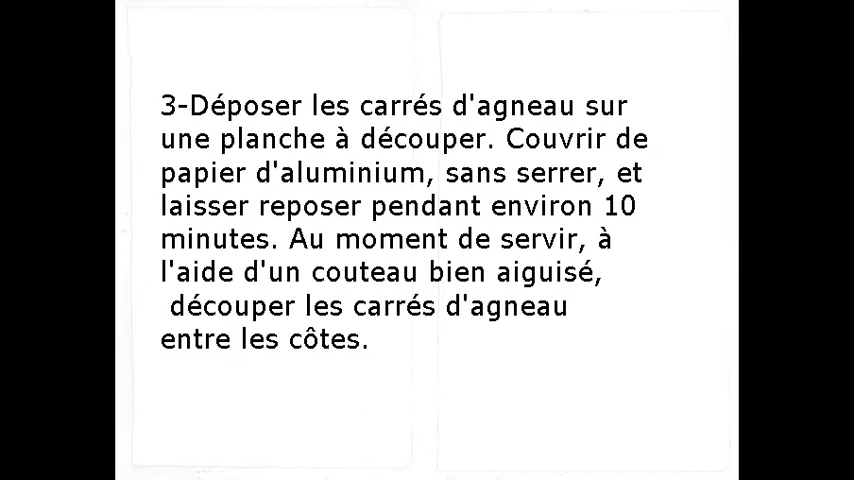 3-Déposer les carrés d'agneau sur
une planche à découper. Couvrir de
papier d'aluminium, sans serrer, et
laisser reposer pendant environ 10
minutes. Au moment de servir, à
l'aide d'un couteau bien aiguisé,
découper les carrés d'agneau
entre les côtes.